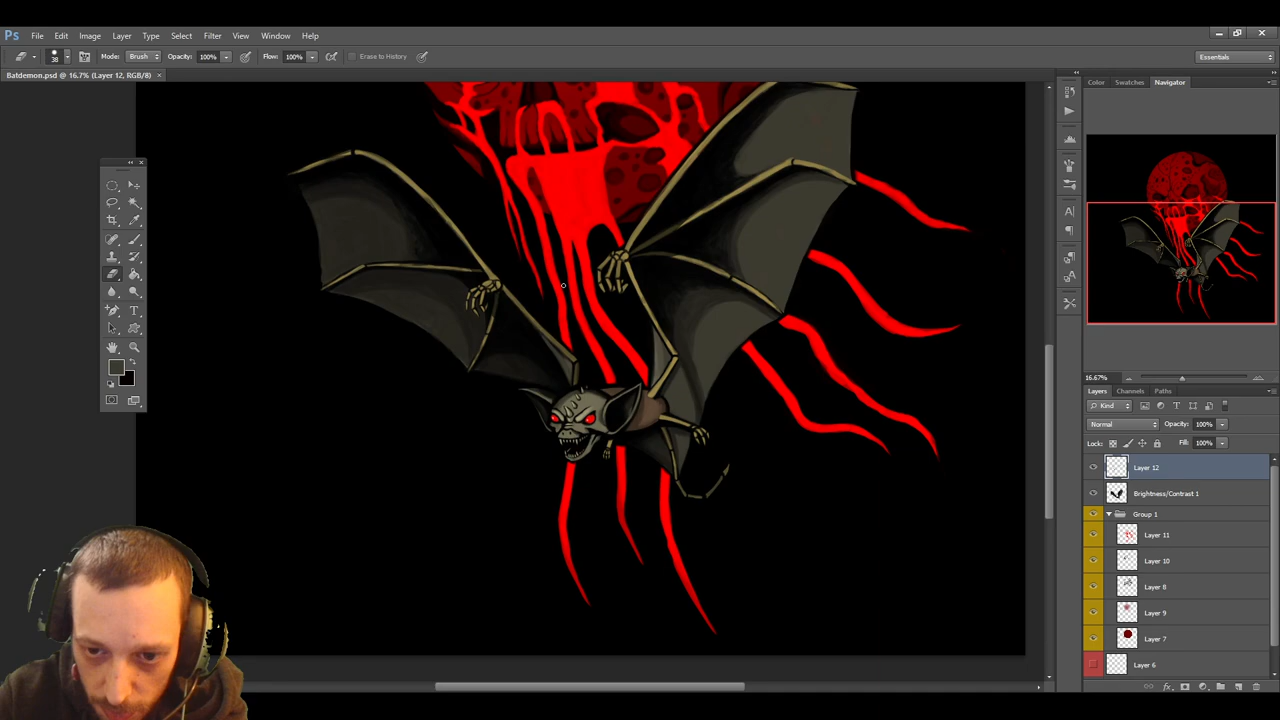 Ps File Edit Image Layer Type Select Filter View Window Help
38 Mode: Brush Opacity: 100% Flow: 100% Erase to History Essentials
Batdemon.psd @ 16.7% (Layer 12, RGB/8) ×
Color Swatches Navigator
16.67%
Layers Channels Paths
Kind
Normal Opacity: 100%
Lock: Fill: 100%
Layer 12
Brightness/Contrast 1
Group 1
Layer 11
Layer 10
Layer 8
Layer 9
Layer 7
Layer 6